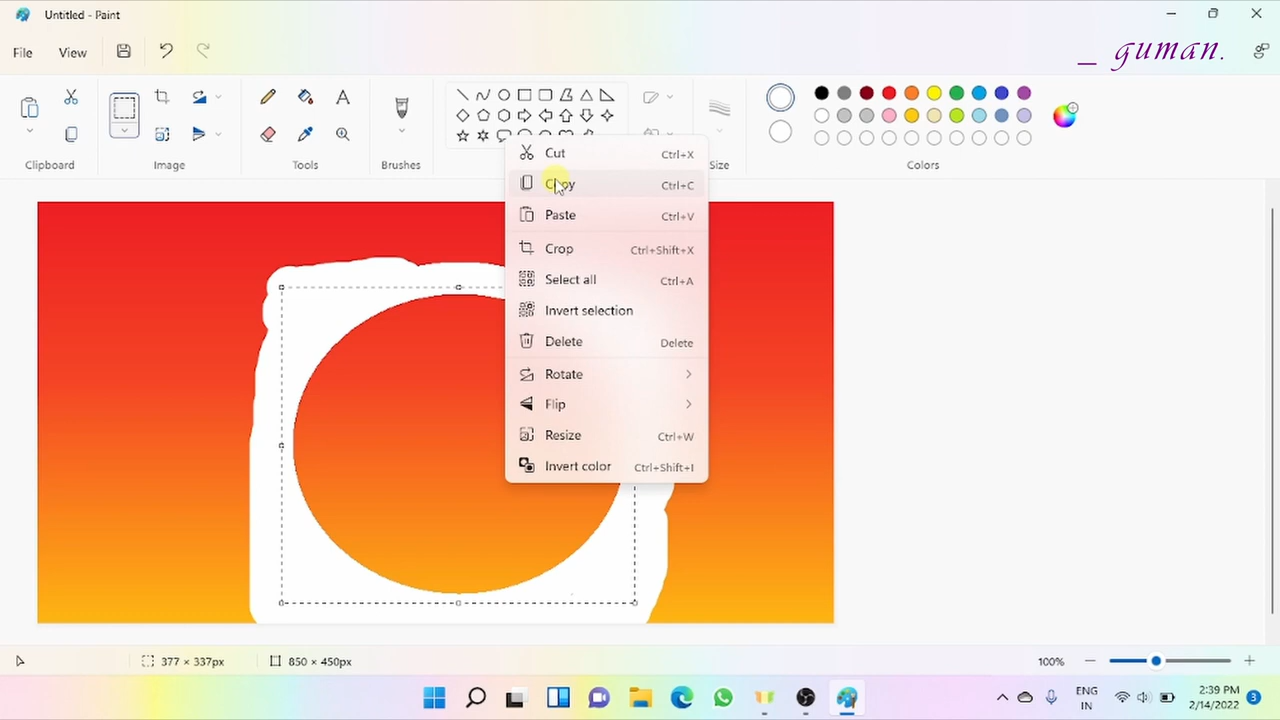 Untitled - Paint
File View
_ guman.
Clipboard Image Tools Brushes Size Colors
Cut Ctrl+X
Copy Ctrl+C
Paste Ctrl+V
Crop Ctrl+Shift+X
Select all Ctrl+A
Invert selection
Delete Delete
Rotate
Flip
Resize Ctrl+W
Invert color Ctrl+Shift+I
377 × 337px 850 × 450px 100%
ENG 2:39 PM
IN 2/14/2022 3